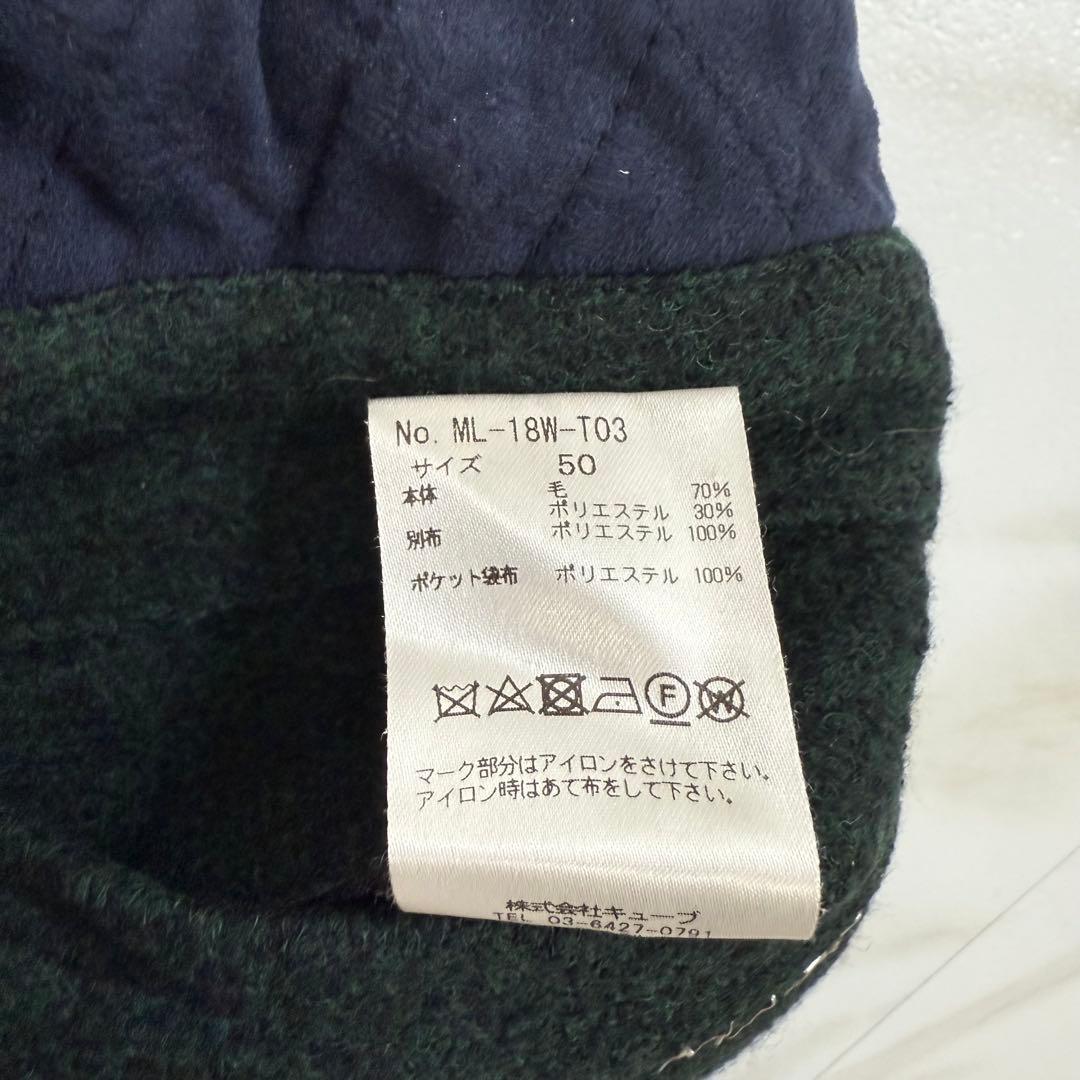 No. ML-18W-T03
サイズ 50
本体 毛 70%
ポリエステル 30%
別布 ポリエステル 100%
ポケット袋布 ポリエステル 100%
F W
マーク部分はアイロンをさけて下さい。
アイロン時はあて布をして下さい。
株式会社キューブ
TEL 03-6427-0791